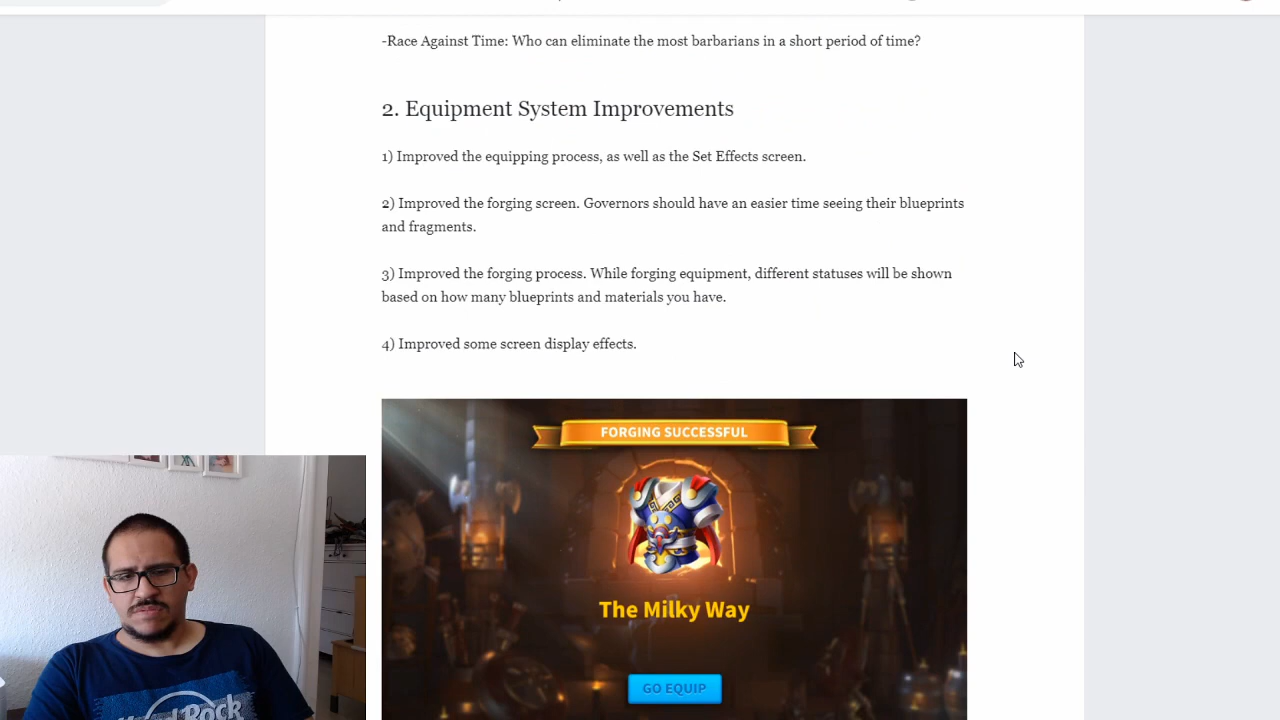 -Race Against Time: Who can eliminate the most barbarians in a short period of time?
2. Equipment System Improvements
1) Improved the equipping process, as well as the Set Effects screen.
2) Improved the forging screen. Governors should have an easier time seeing their blueprints
and fragments.
3) Improved the forging process. While forging equipment, different statuses will be shown
based on how many blueprints and materials you have.
4) Improved some screen display effects.
FORGING SUCCESSFUL
The Milky Way
GO EQUIP
Rock